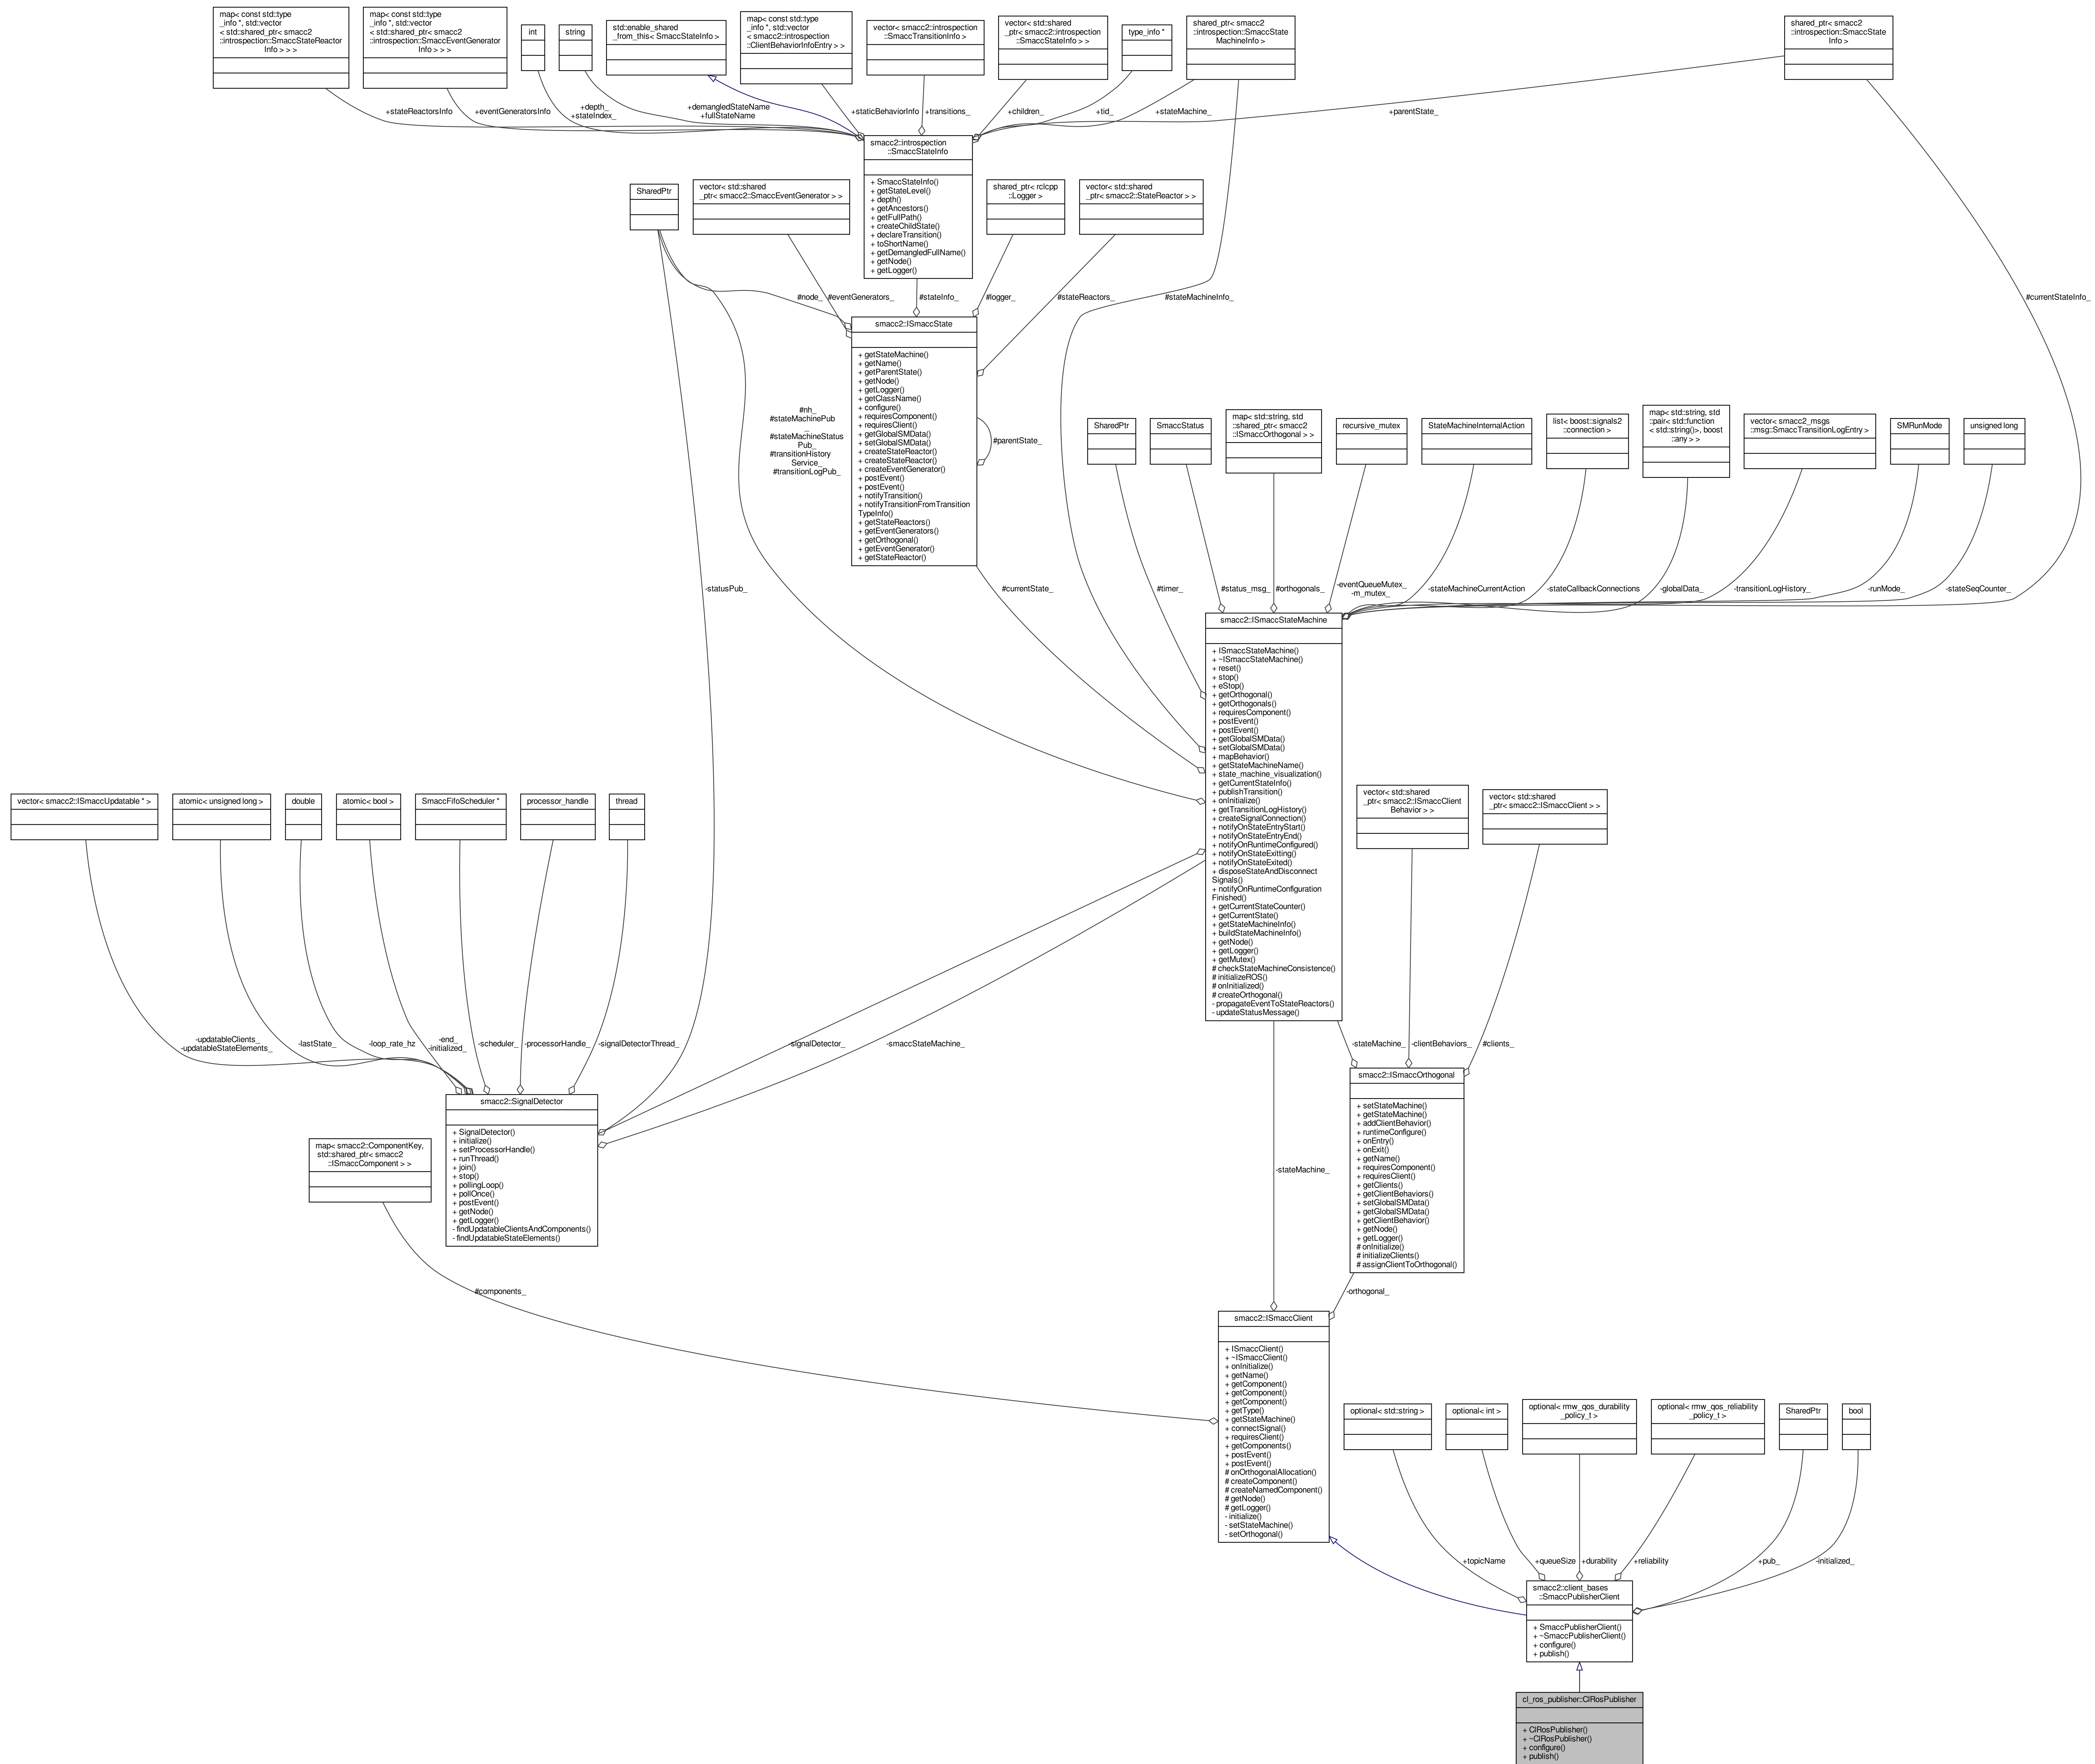 map< const std::type
_info *, std::vector
< std::shared_ptr< smacc2
::introspection::SmaccStateReactor
Info > > >
map< const std::type
_info *, std::vector
< std::shared_ptr< smacc2
::introspection::SmaccEventGenerator
Info > > >
int
string
std::enable_shared
_from_this< SmaccStateInfo >
map< const std::type
_info *, std::vector
< smacc2::introspection
::ClientBehaviorInfoEntry > >
vector< smacc2::introspection
::SmaccTransitionInfo >
vector< std::shared
_ptr< smacc2::introspection
::SmaccStateInfo > >
type_info *
shared_ptr< smacc2
::introspection::SmaccState
MachineInfo >
shared_ptr< smacc2
::introspection::SmaccState
Info >
+stateReactorsInfo
+eventGeneratorsInfo
+depth_
+stateIndex_
+demangledStateName
+fullStateName
+staticBehaviorInfo
+transitions_
+children_
+tid_
+stateMachine_
+parentState_
smacc2::introspection
::SmaccStateInfo
+ SmaccStateInfo()
+ getStateLevel()
+ depth()
+ getAncestors()
+ getFullPath()
+ createChildState()
+ declareTransition()
+ toShortName()
+ getDemangledFullName()
+ getNode()
+ getLogger()
SharedPtr
vector< std::shared
_ptr< smacc2::SmaccEventGenerator > >
shared_ptr< rclcpp
::Logger >
vector< std::shared
_ptr< smacc2::StateReactor > >
#node_
#eventGenerators_
#stateInfo_
#logger_
#stateReactors_
#stateMachineInfo_
#currentStateInfo_
smacc2::ISmaccState
+ getStateMachine()
+ getName()
+ getParentState()
+ getNode()
+ getLogger()
+ getClassName()
+ configure()
+ requiresComponent()
+ requiresClient()
+ getGlobalSMData()
+ setGlobalSMData()
+ createStateReactor()
+ createStateReactor()
+ createEventGenerator()
+ postEvent()
+ postEvent()
+ notifyTransition()
+ notifyTransitionFromTransition
TypeInfo()
+ getStateReactors()
+ getEventGenerators()
+ getOrthogonal()
+ getEventGenerator()
+ getStateReactor()
#parentState_
#nh_
#stateMachinePub
_
#stateMachineStatus
Pub_
#transitionHistory
Service_
#transitionLogPub_
SharedPtr
SmaccStatus
map< std::string, std
::shared_ptr< smacc2
::ISmaccOrthogonal > >
recursive_mutex
StateMachineInternalAction
list< boost::signals2
::connection >
map< std::string, std
::pair< std::function
< std::string()>, boost
::any > >
vector< smacc2_msgs
::msg::SmaccTransitionLogEntry >
SMRunMode
unsigned long
-statusPub_
#currentState_
#timer_
#status_msg_
#orthogonals_
-eventQueueMutex_
-m_mutex_
-stateMachineCurrentAction
-stateCallbackConnections
-globalData_
-transitionLogHistory_
-runMode_
-stateSeqCounter_
smacc2::ISmaccStateMachine
+ ISmaccStateMachine()
+ ~ISmaccStateMachine()
+ reset()
+ stop()
+ eStop()
+ getOrthogonal()
+ getOrthogonals()
+ requiresComponent()
+ postEvent()
+ postEvent()
+ getGlobalSMData()
+ setGlobalSMData()
+ mapBehavior()
+ getStateMachineName()
+ state_machine_visualization()
+ getCurrentStateInfo()
+ publishTransition()
+ onInitialize()
+ getTransitionLogHistory()
+ createSignalConnection()
+ notifyOnStateEntryStart()
+ notifyOnStateEntryEnd()
+ notifyOnRuntimeConfigured()
+ notifyOnStateExitting()
+ notifyOnStateExited()
+ disposeStateAndDisconnect
Signals()
+ notifyOnRuntimeConfiguration
Finished()
+ getCurrentStateCounter()
+ getCurrentState()
+ getStateMachineInfo()
+ buildStateMachineInfo()
+ getNode()
+ getLogger()
+ getMutex()
# checkStateMachineConsistence()
# initializeROS()
# onInitialized()
# createOrthogonal()
- propagateEventToStateReactors()
- updateStatusMessage()
vector< smacc2::ISmaccUpdatable * >
atomic< unsigned long >
double
atomic< bool >
SmaccFifoScheduler *
processor_handle
thread
vector< std::shared
_ptr< smacc2::ISmaccClient
Behavior > >
vector< std::shared
_ptr< smacc2::ISmaccClient > >
-updatableClients_
-updatableStateElements_
-lastState_
-loop_rate_hz
-end_
-initialized_
-scheduler_
-processorHandle_
-signalDetectorThread_
-signalDetector_
-smaccStateMachine_
-stateMachine_
-clientBehaviors_
#clients_
smacc2::SignalDetector
+ SignalDetector()
+ initialize()
+ setProcessorHandle()
+ runThread()
+ join()
+ stop()
+ pollingLoop()
+ pollOnce()
+ postEvent()
+ getNode()
+ getLogger()
- findUpdatableClientsAndComponents()
- findUpdatableStateElements()
map< smacc2::ComponentKey,
std::shared_ptr< smacc2
::ISmaccComponent > >
smacc2::ISmaccOrthogonal
+ setStateMachine()
+ getStateMachine()
+ addClientBehavior()
+ runtimeConfigure()
+ onEntry()
+ onExit()
+ getName()
+ requiresComponent()
+ requiresClient()
+ getClients()
+ getClientBehaviors()
+ setGlobalSMData()
+ getGlobalSMData()
+ getClientBehavior()
+ getNode()
+ getLogger()
# onInitialize()
# initializeClients()
# assignClientToOrthogonal()
-stateMachine_
#components_
-orthogonal_
smacc2::ISmaccClient
+ ISmaccClient()
+ ~ISmaccClient()
+ onInitialize()
+ getName()
+ getComponent()
+ getComponent()
+ getComponent()
+ getType()
+ getStateMachine()
+ connectSignal()
+ requiresClient()
+ getComponents()
+ postEvent()
+ postEvent()
# onOrthogonalAllocation()
# createComponent()
# createNamedComponent()
# getNode()
# getLogger()
- initialize()
- setStateMachine()
- setOrthogonal()
optional< std::string >
optional< int >
optional< rmw_qos_durability
_policy_t >
optional< rmw_qos_reliability
_policy_t >
SharedPtr
bool
+topicName
+queueSize
+durability
+reliability
+pub_
-initialized_
smacc2::client_bases
::SmaccPublisherClient
+ SmaccPublisherClient()
+ ~SmaccPublisherClient()
+ configure()
+ publish()
cl_ros_publisher::ClRosPublisher
+ ClRosPublisher()
+ ~ClRosPublisher()
+ configure()
+ publish()